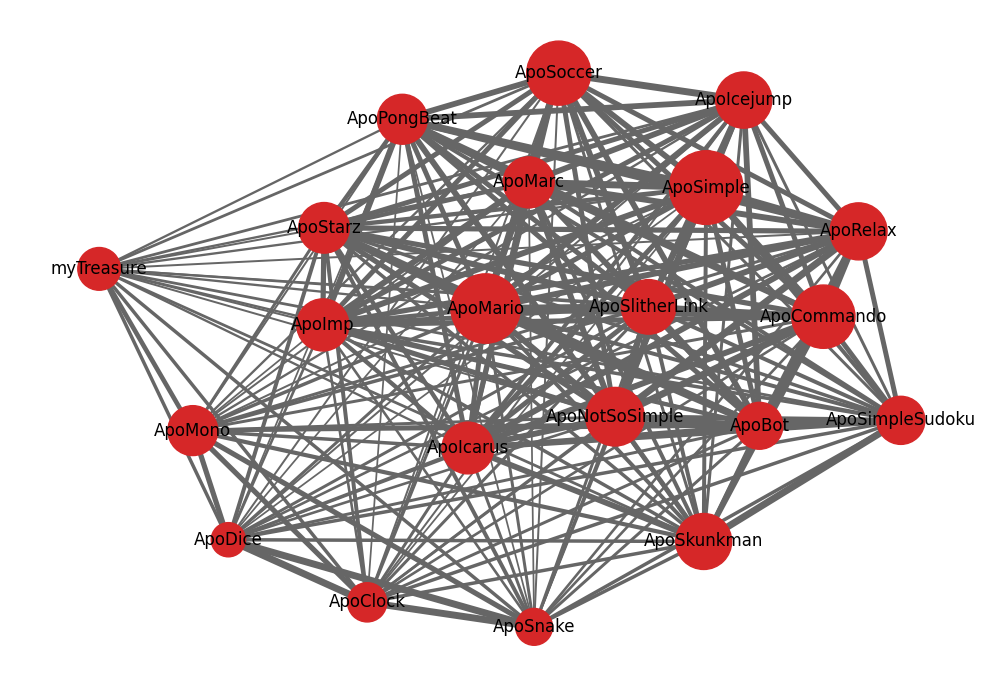 ApoSoccer
ApoIcejump
ApoPongBeat
ApoMarc
ApoSimple
ApoStarz
ApoRelax
myTreasure
ApoMario
ApoSlitherLink
ApoCommando
ApoImp
ApoNotSoSimple
ApoSimpleSudoku
ApoBot
ApoMono
ApoIcarus
ApoDice
ApoSkunkman
ApoClock
ApoSnake